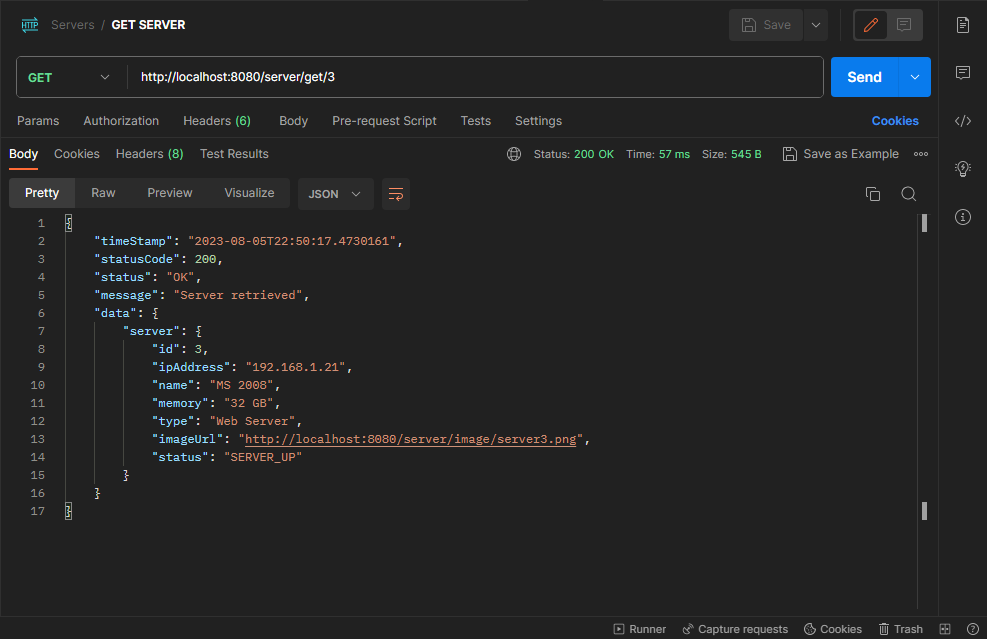 HTTP Servers / GET SERVER Save
GET http://localhost:8080/server/get/3 Send
Params Authorization Headers (6) Body Pre-request Script Tests Settings Cookies
Body Cookies Headers (8) Test Results Status: 200 OK Time: 57 ms Size: 545 B Save as Example
Pretty Raw Preview Visualize JSON
1 {
2 "timeStamp": "2023-08-05T22:50:17.4730161",
3 "statusCode": 200,
4 "status": "OK",
5 "message": "Server retrieved",
6 "data": {
7 "server": {
8 "id": 3,
9 "ipAddress": "192.168.1.21",
10 "name": "MS 2008",
11 "memory": "32 GB",
12 "type": "Web Server",
13 "imageUrl": "http://localhost:8080/server/image/server3.png",
14 "status": "SERVER_UP"
15 }
16 }
17 }
Runner Capture requests Cookies Trash